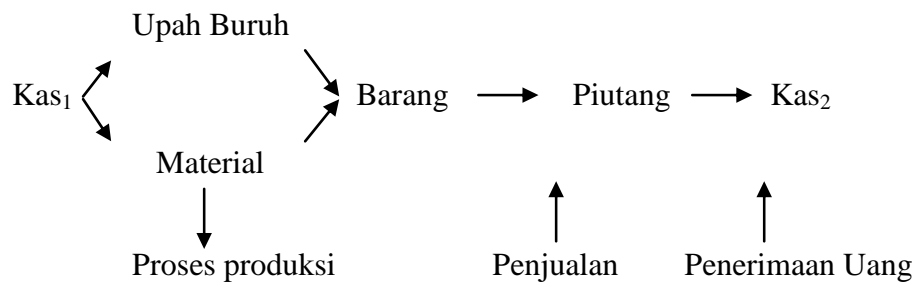 Upah Buruh
Kas₁ Barang Piutang Kas₂
Material
Proses produksi Penjualan Penerimaan Uang